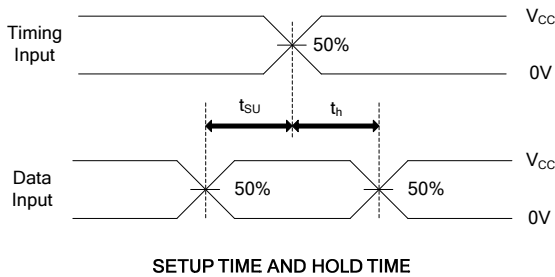 Timing
Input
V_CC
50%
0V
t_SU
t_h
Data
Input
V_CC
50%
50%
0V
SETUP TIME AND HOLD TIME